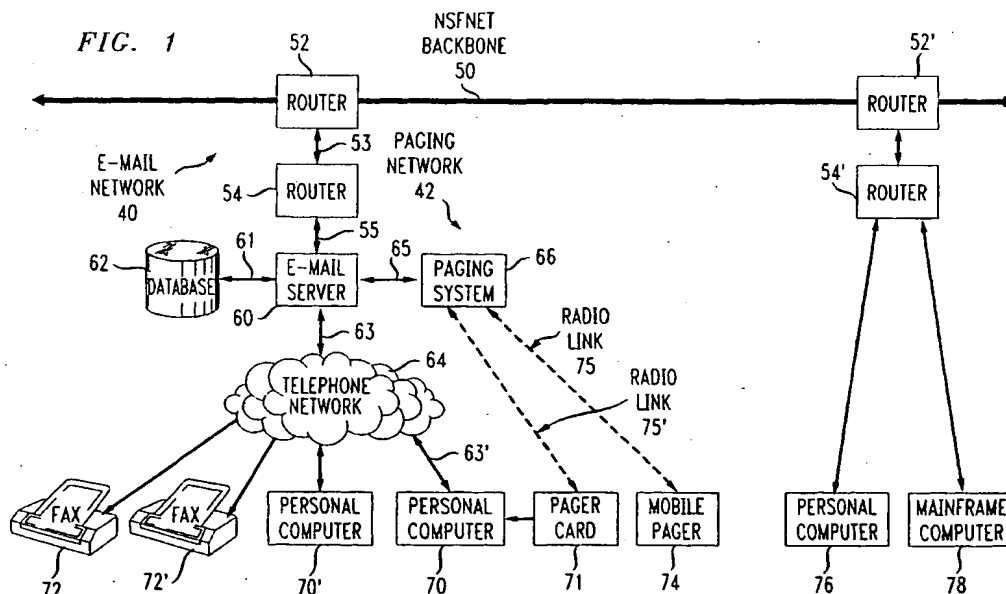 FIG. 1
NSFNET
BACKBONE
50
52
52'
ROUTER
ROUTER
53
E-MAIL
NETWORK
40
PAGING
NETWORK
42
54
ROUTER
54'
ROUTER
55
62
DATABASE
61
E-MAIL
SERVER
60
65
PAGING
SYSTEM
66
63
64
TELEPHONE
NETWORK
RADIO
LINK
75
RADIO
LINK
75'
63'
FAX
FAX
PERSONAL
COMPUTER
PERSONAL
COMPUTER
PAGER
CARD
MOBILE
PAGER
PERSONAL
COMPUTER
MAINFRAME
COMPUTER
72
72'
70'
70
71
74
76
78